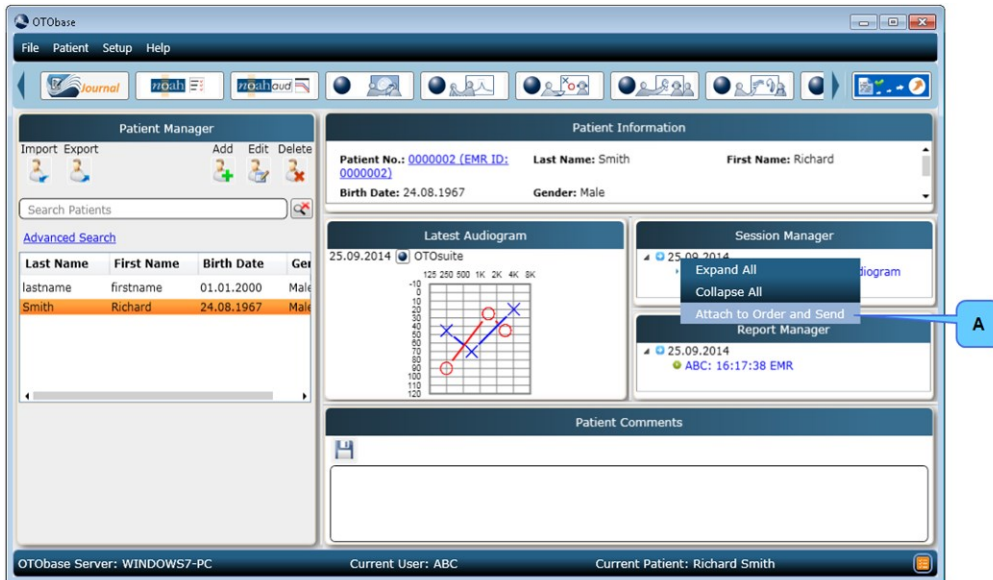 OTObase
File Patient Setup Help
Journal noah noah aud
Patient Manager
Import Export Add Edit Delete
Search Patients
Advanced Search
Last Name First Name Birth Date Gen
lastname firstname 01.01.2000 Male
Smith Richard 24.08.1967 Male
Patient Information
Patient No.: 0000002 (EMR ID: 0000002) Last Name: Smith First Name: Richard
Birth Date: 24.08.1967 Gender: Male
Latest Audiogram
25.09.2014 OTOsuite
125 250 500 1K 2K 4K 8K
-10
0
10
20
30
40
50
60
70
80
90
100
110
120
Session Manager
25.09.2014
diogram
Expand All
Collapse All
Attach to Order and Send
A
Report Manager
25.09.2014
ABC: 16:17:38 EMR
Patient Comments
OTObase Server: WINDOWS7-PC Current User: ABC Current Patient: Richard Smith